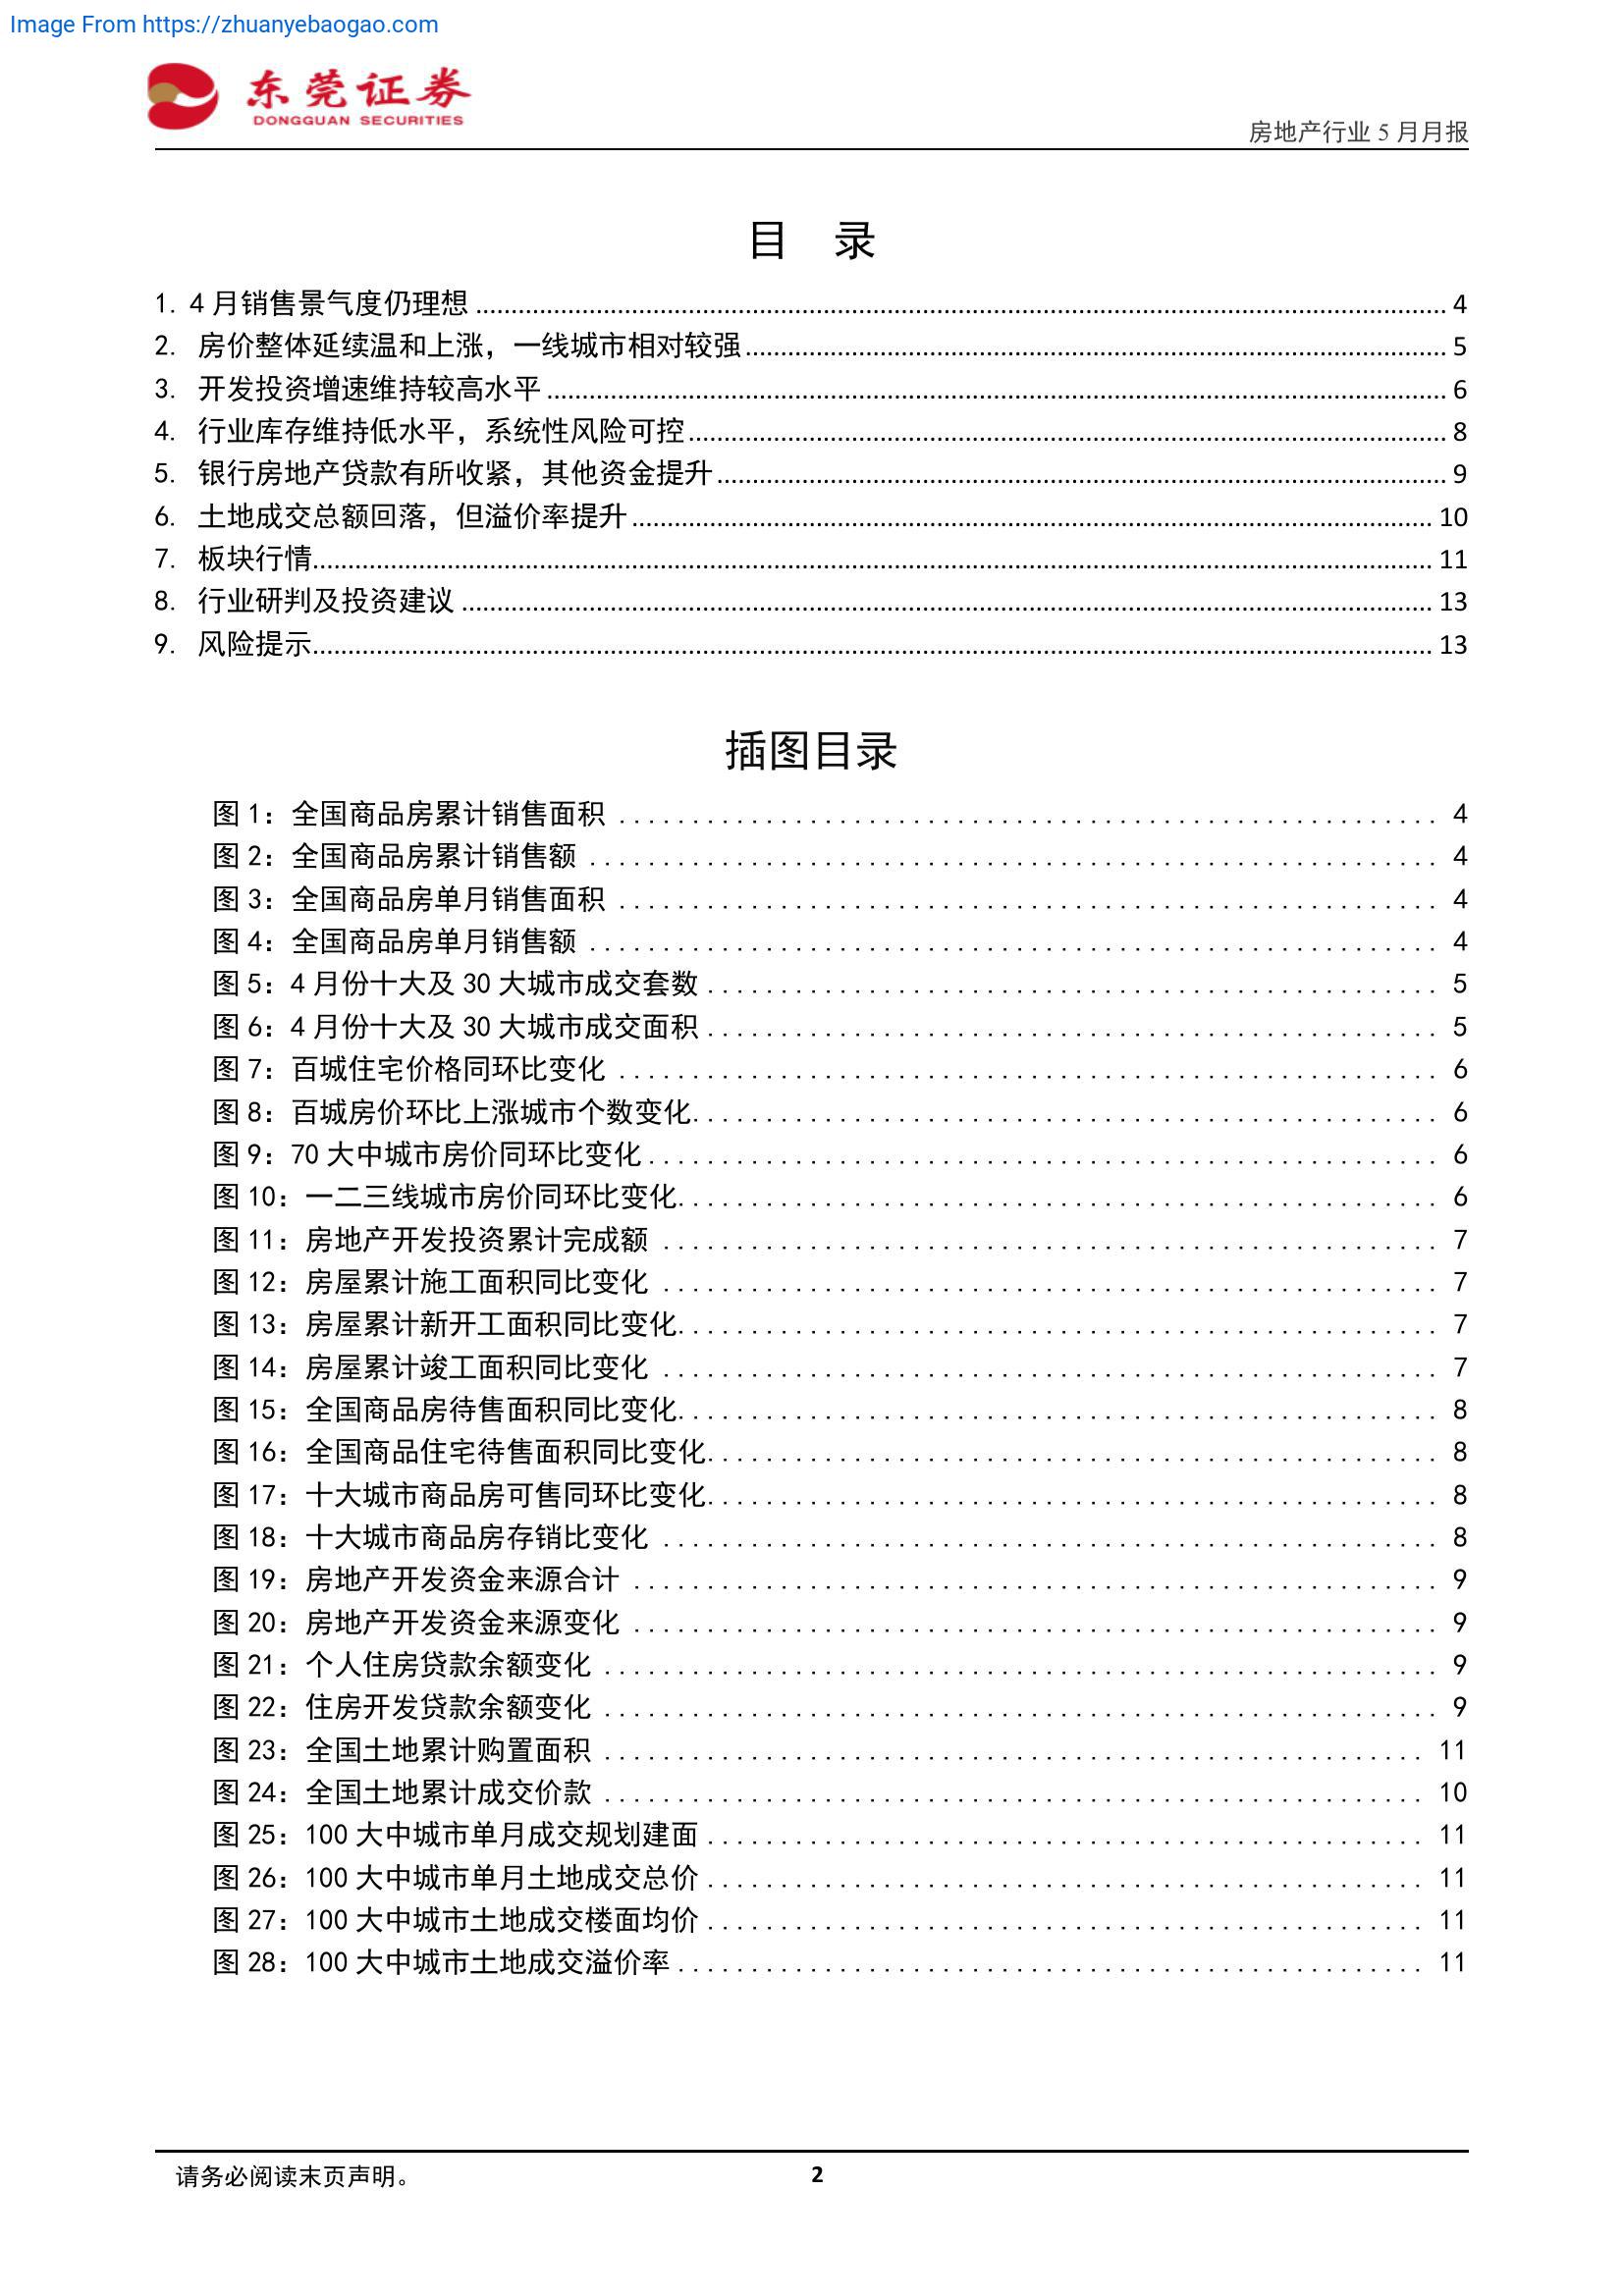 Image From https://zhuanyebaogao.com
东莞证券
DONGGUAN SECURITIES
房地产行业 5 月月报
目 录
1. 4 月销售景气度仍理想 4
2. 房价整体延续温和上涨，一线城市相对较强 5
3. 开发投资增速维持较高水平 6
4. 行业库存维持低水平，系统性风险可控 8
5. 银行房地产贷款有所收紧，其他资金提升 9
6. 土地成交总额回落，但溢价率提升 10
7. 板块行情 11
8. 行业研判及投资建议 13
9. 风险提示 13
插图目录
图 1：全国商品房累计销售面积 4
图 2：全国商品房累计销售额 4
图 3：全国商品房单月销售面积 4
图 4：全国商品房单月销售额 4
图 5：4 月份十大及 30 大城市成交套数 5
图 6：4 月份十大及 30 大城市成交面积 5
图 7：百城住宅价格同环比变化 6
图 8：百城房价环比上涨城市个数变化 6
图 9：70 大中城市房价同环比变化 6
图 10：一二三线城市房价同环比变化 6
图 11：房地产开发投资累计完成额 7
图 12：房屋累计施工面积同比变化 7
图 13：房屋累计新开工面积同比变化 7
图 14：房屋累计竣工面积同比变化 7
图 15：全国商品房待售面积同比变化 8
图 16：全国商品住宅待售面积同比变化 8
图 17：十大城市商品房可售同环比变化 8
图 18：十大城市商品房存销比变化 8
图 19：房地产开发资金来源合计 9
图 20：房地产开发资金来源变化 9
图 21：个人住房贷款余额变化 9
图 22：住房开发贷款余额变化 9
图 23：全国土地累计购置面积 11
图 24：全国土地累计成交价款 10
图 25：100 大中城市单月成交规划建面 11
图 26：100 大中城市单月土地成交总价 11
图 27：100 大中城市土地成交楼面均价 11
图 28：100 大中城市土地成交溢价率 11
请务必阅读末页声明。
2